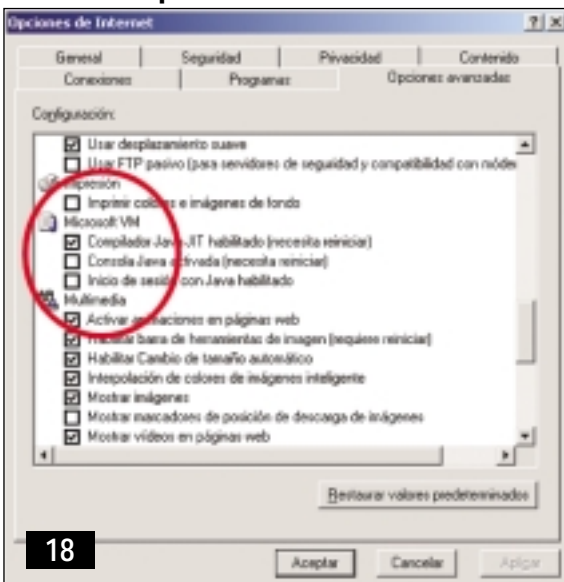 Opciones de Internet
General
Seguridad
Privacidad
Contenido
Conexiones
Programas
Opciones avanzadas
Configuración:
Usar desplazamiento suave
Usar FTP pasivo (para servidores de seguridad y compatibilidad con móde
Impresión
Imprimir colores e imágenes de fondo
Microsoft VM
Compilador Java JIT habilitado (necesita reiniciar)
Consola Java activada (necesita reiniciar)
Inicio de sesión con Java habilitado
Multimedia
Activar animaciones en páginas web
barra de herramientas de imagen (requiere reiniciar)
Habilitar Cambio de tamaño automático
Interpolación de colores de imágenes inteligente
Mostrar imágenes
Mostrar marcadores de posición de descarga de imágenes
Mostrar vídeos en páginas web
Restaurar valores predeterminados
18
Aceptar
Cancelar
Aplicar